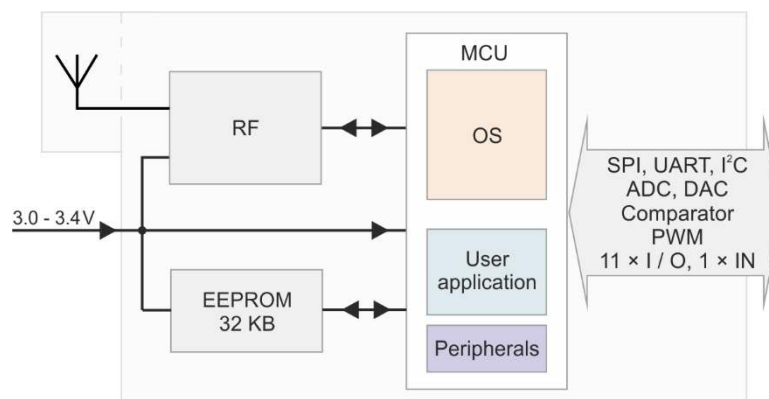 MCU
RF
OS
3.0 - 3.4 V
User
application
EEPROM
32 KB
Peripherals
SPI, UART, I²C
ADC, DAC
Comparator
PWM
11 × I / O, 1 × IN